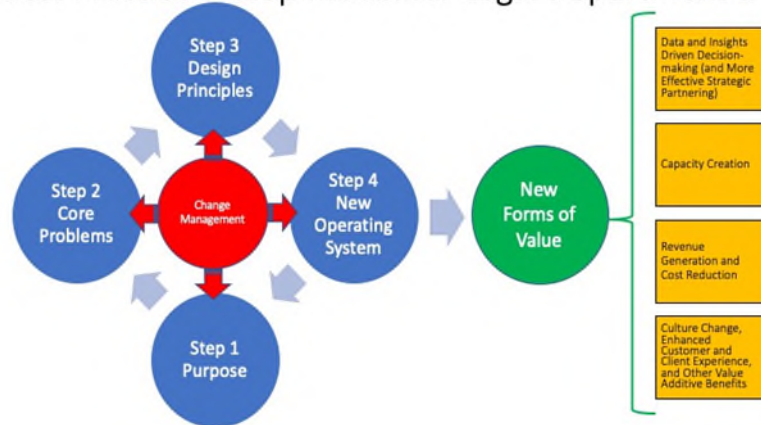 Step 3
Design
Principles
Step 2
Core
Problems
Change
Management
Step 4
New
Operating
System
Step 1
Purpose
New
Forms of
Value
Data and Insights
Driven Decision-
making (and More
Effective Strategic
Partnering)
Capacity Creation
Revenue
Generation and
Cost Reduction
Culture Change,
Enhanced
Customer and
Client Experience,
and Other Value
Additive Benefits